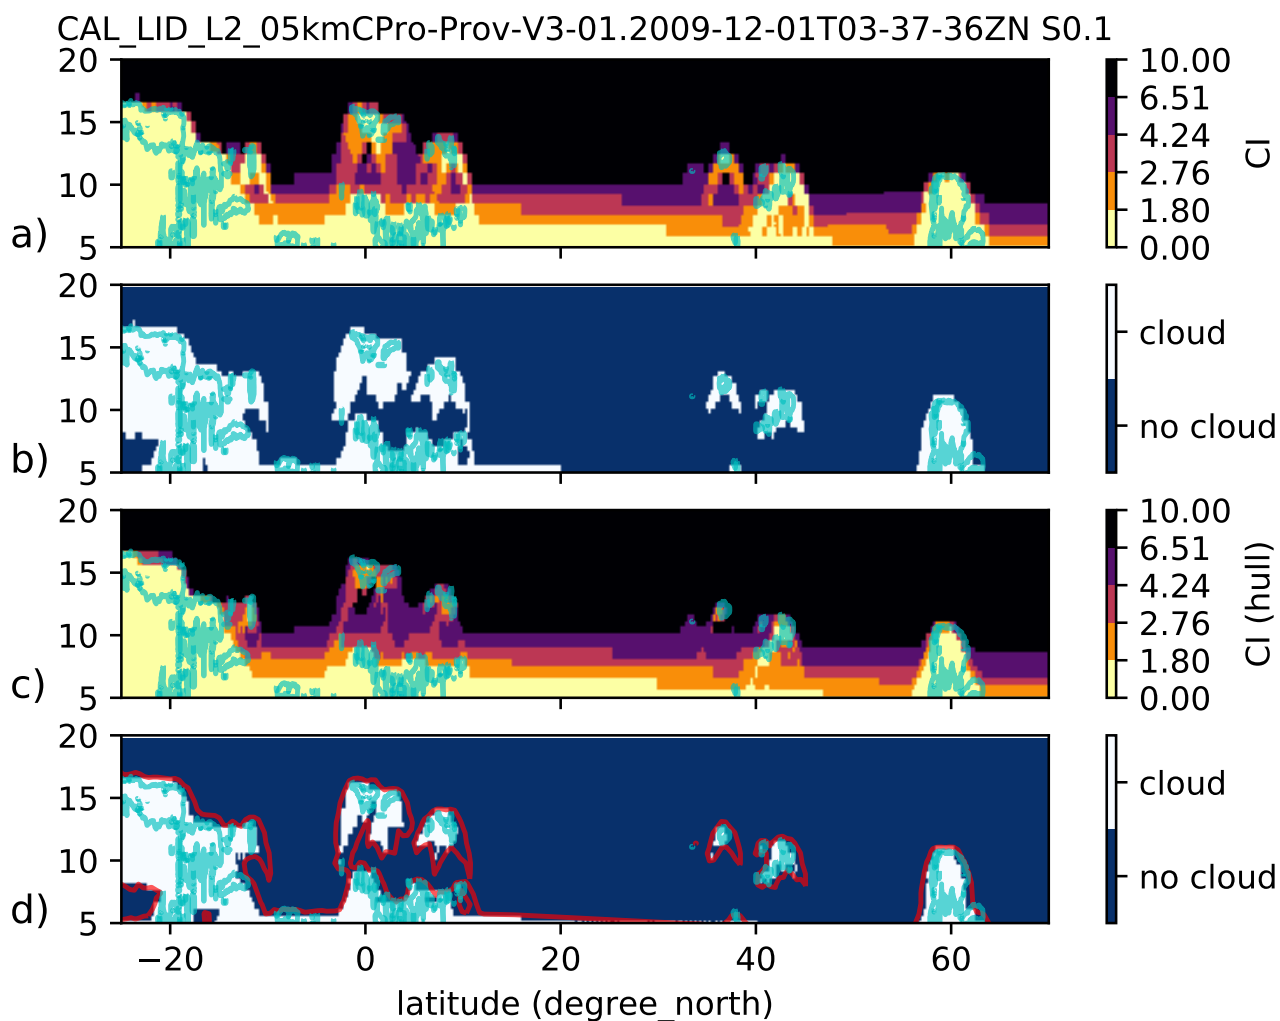 CAL_LID_L2_05kmCPro-Prov-V3-01.2009-12-01T03-37-36ZN S0.1
20
15
10
5
a)
10.00
6.51
4.24
2.76
1.80
0.00
CI
20
15
10
5
b)
cloud
no cloud
20
15
10
5
c)
10.00
6.51
4.24
2.76
1.80
0.00
CI (hull)
20
15
10
5
d)
cloud
no cloud
−20 0 20 40 60
latitude (degree_north)